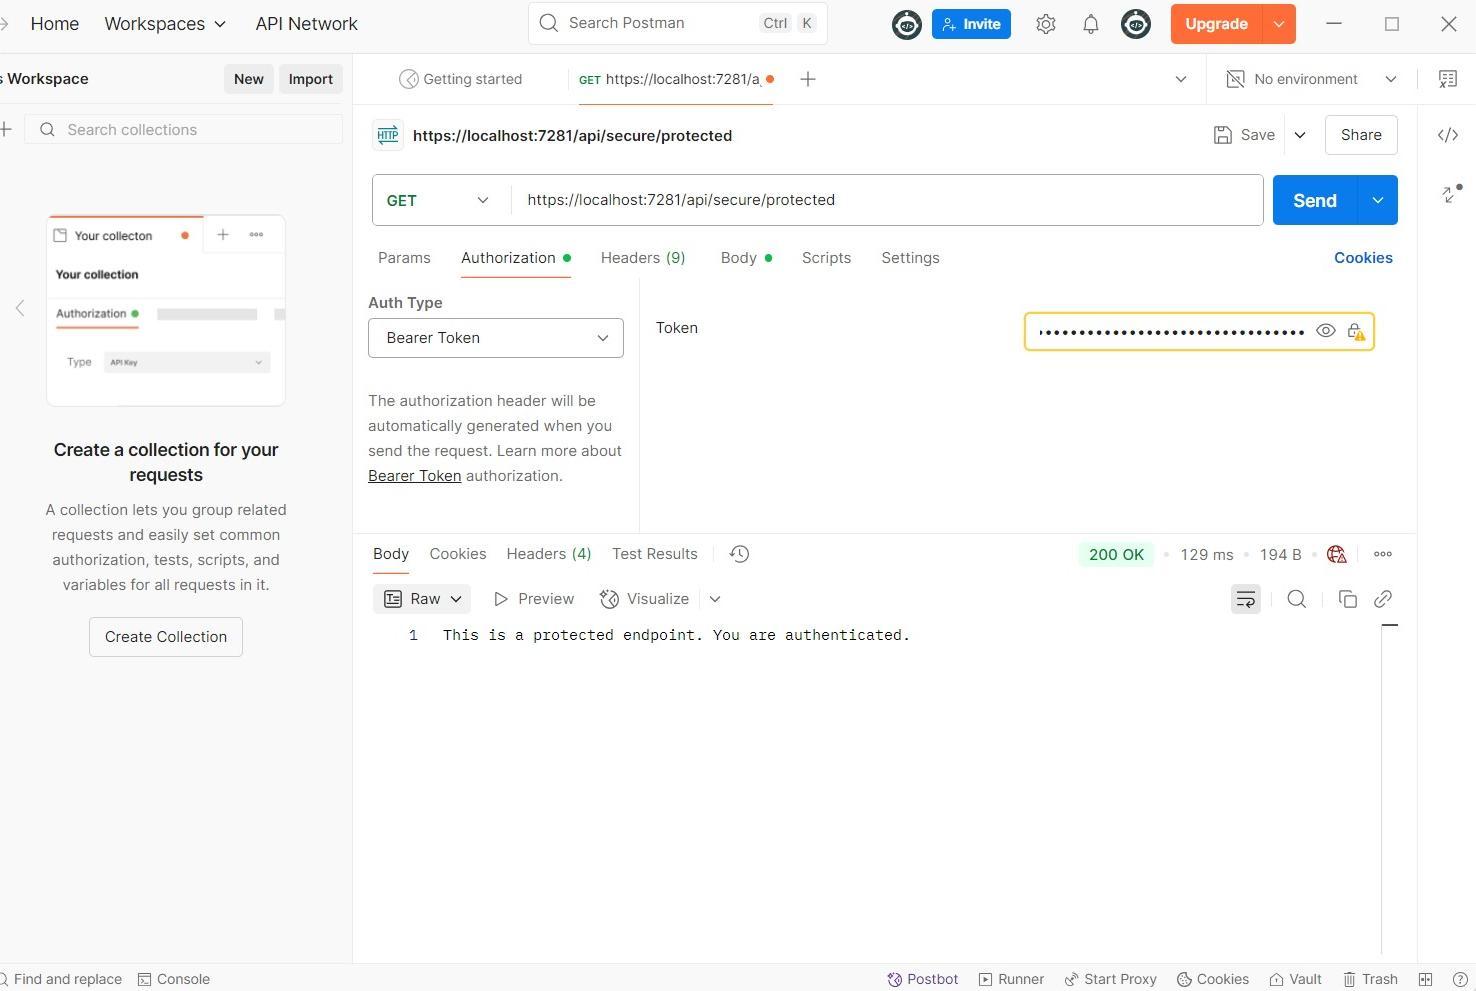 Home Workspaces API Network Search Postman Ctrl K Invite Upgrade
s Workspace New Import
Getting started GET https://localhost:7281/a, No environment
Search collections
HTTP https://localhost:7281/api/secure/protected Save Share
GET https://localhost:7281/api/secure/protected Send
Params Authorization Headers (9) Body Scripts Settings Cookies
Your collecton
Your collection
Authorization
Type API Key
Create a collection for your
requests
A collection lets you group related
requests and easily set common
authorization, tests, scripts, and
variables for all requests in it.
Create Collection
Auth Type
Bearer Token
The authorization header will be
automatically generated when you
send the request. Learn more about
Bearer Token authorization.
Token
Body Cookies Headers (4) Test Results 200 OK • 129 ms • 194 B
Raw Preview Visualize
1 This is a protected endpoint. You are authenticated.
Find and replace Console Postbot Runner Start Proxy Cookies Vault Trash